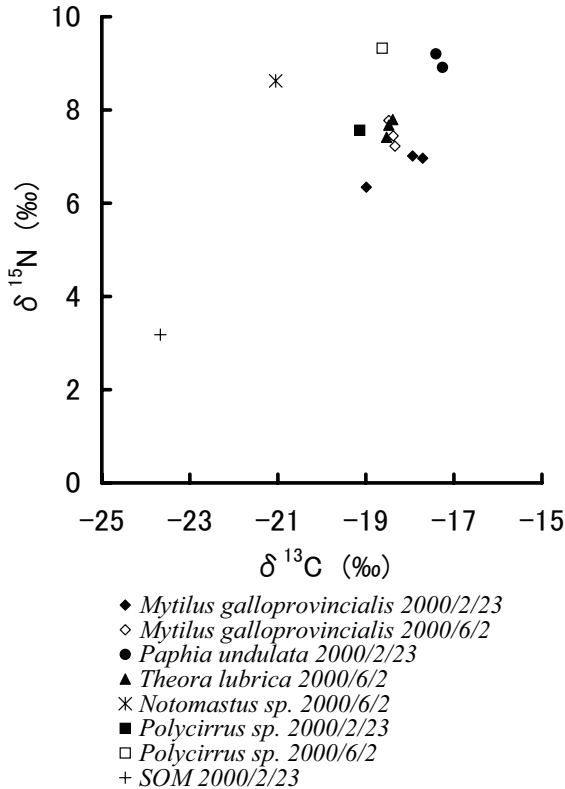 10
8
6
4
2
0
δ 15N (‰)
−25 −23 −21 −19 −17 −15
δ 13C (‰)
Mytilus galloprovincialis 2000/2/23
Mytilus galloprovincialis 2000/6/2
Paphia undulata 2000/2/23
Theora lubrica 2000/6/2
Notomastus sp. 2000/6/2
Polycirrus sp. 2000/2/23
Polycirrus sp. 2000/6/2
SOM 2000/2/23